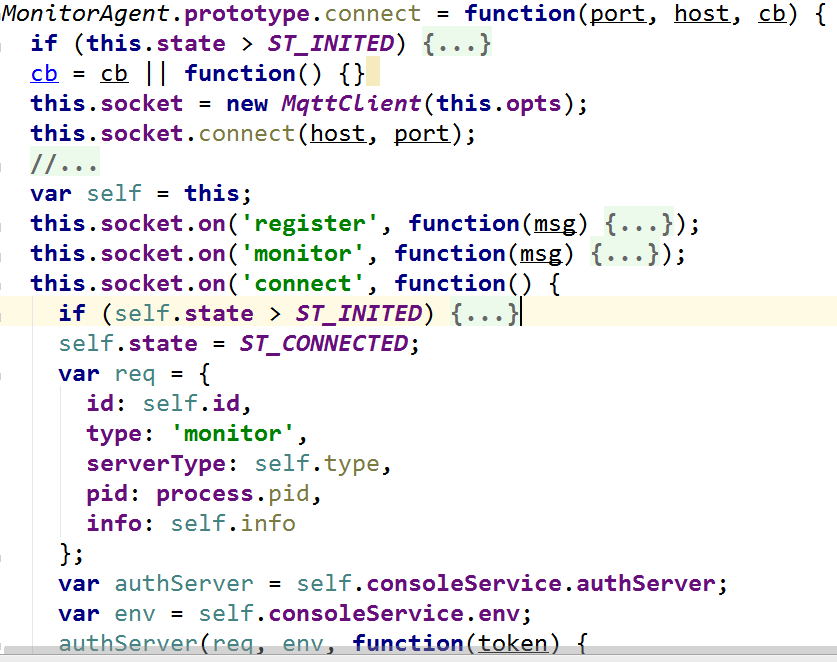 MonitorAgent.prototype.connect = function(port, host, cb) {
if (this.state > ST_INITED) {...}
cb = cb || function() {}
this.socket = new MqttClient(this.opts);
this.socket.connect(host, port);
//...
var self = this;
this.socket.on('register', function(msg) {...});
this.socket.on('monitor', function(msg) {...});
this.socket.on('connect', function() {
if (self.state > ST_INITED) {...}
self.state = ST_CONNECTED;
var req = {
id: self.id,
type: 'monitor',
serverType: self.type,
pid: process.pid,
info: self.info
};
var authServer = self.consoleService.authServer;
var env = self.consoleService.env;
authServer(req, env, function(token) {